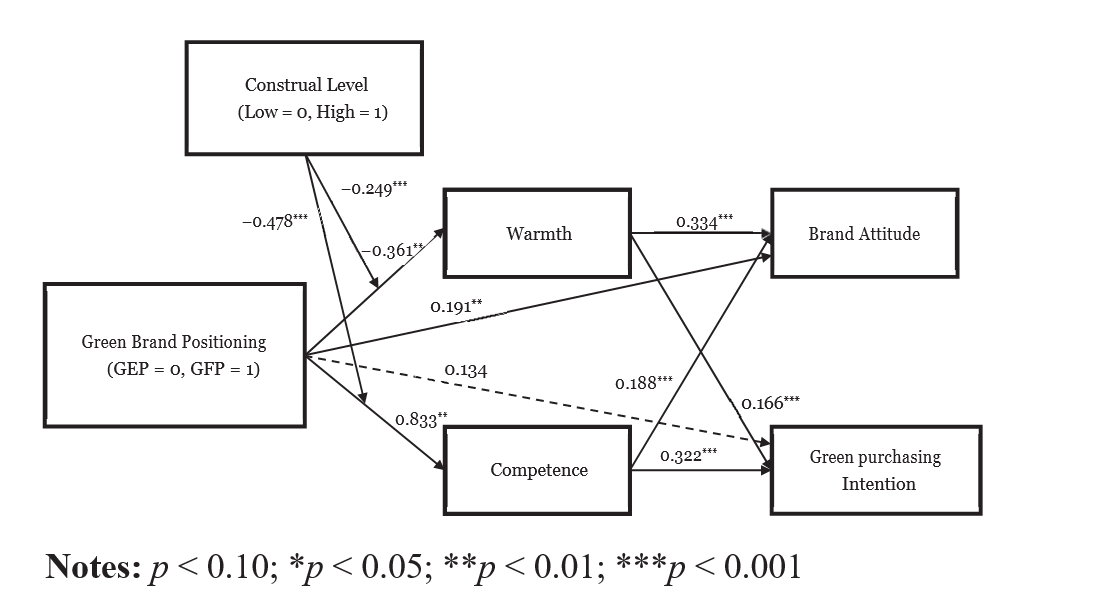 Construal Level
(Low = 0, High = 1)
−0.249***
−0.478***
−0.361**
Warmth
0.334***
Brand Attitude
0.191**
Green Brand Positioning
(GEP = 0, GFP = 1)
0.134
0.188***
0.166***
0.833**
Competence
0.322***
Green purchasing
Intention
Notes: p < 0.10; *p < 0.05; **p < 0.01; ***p < 0.001